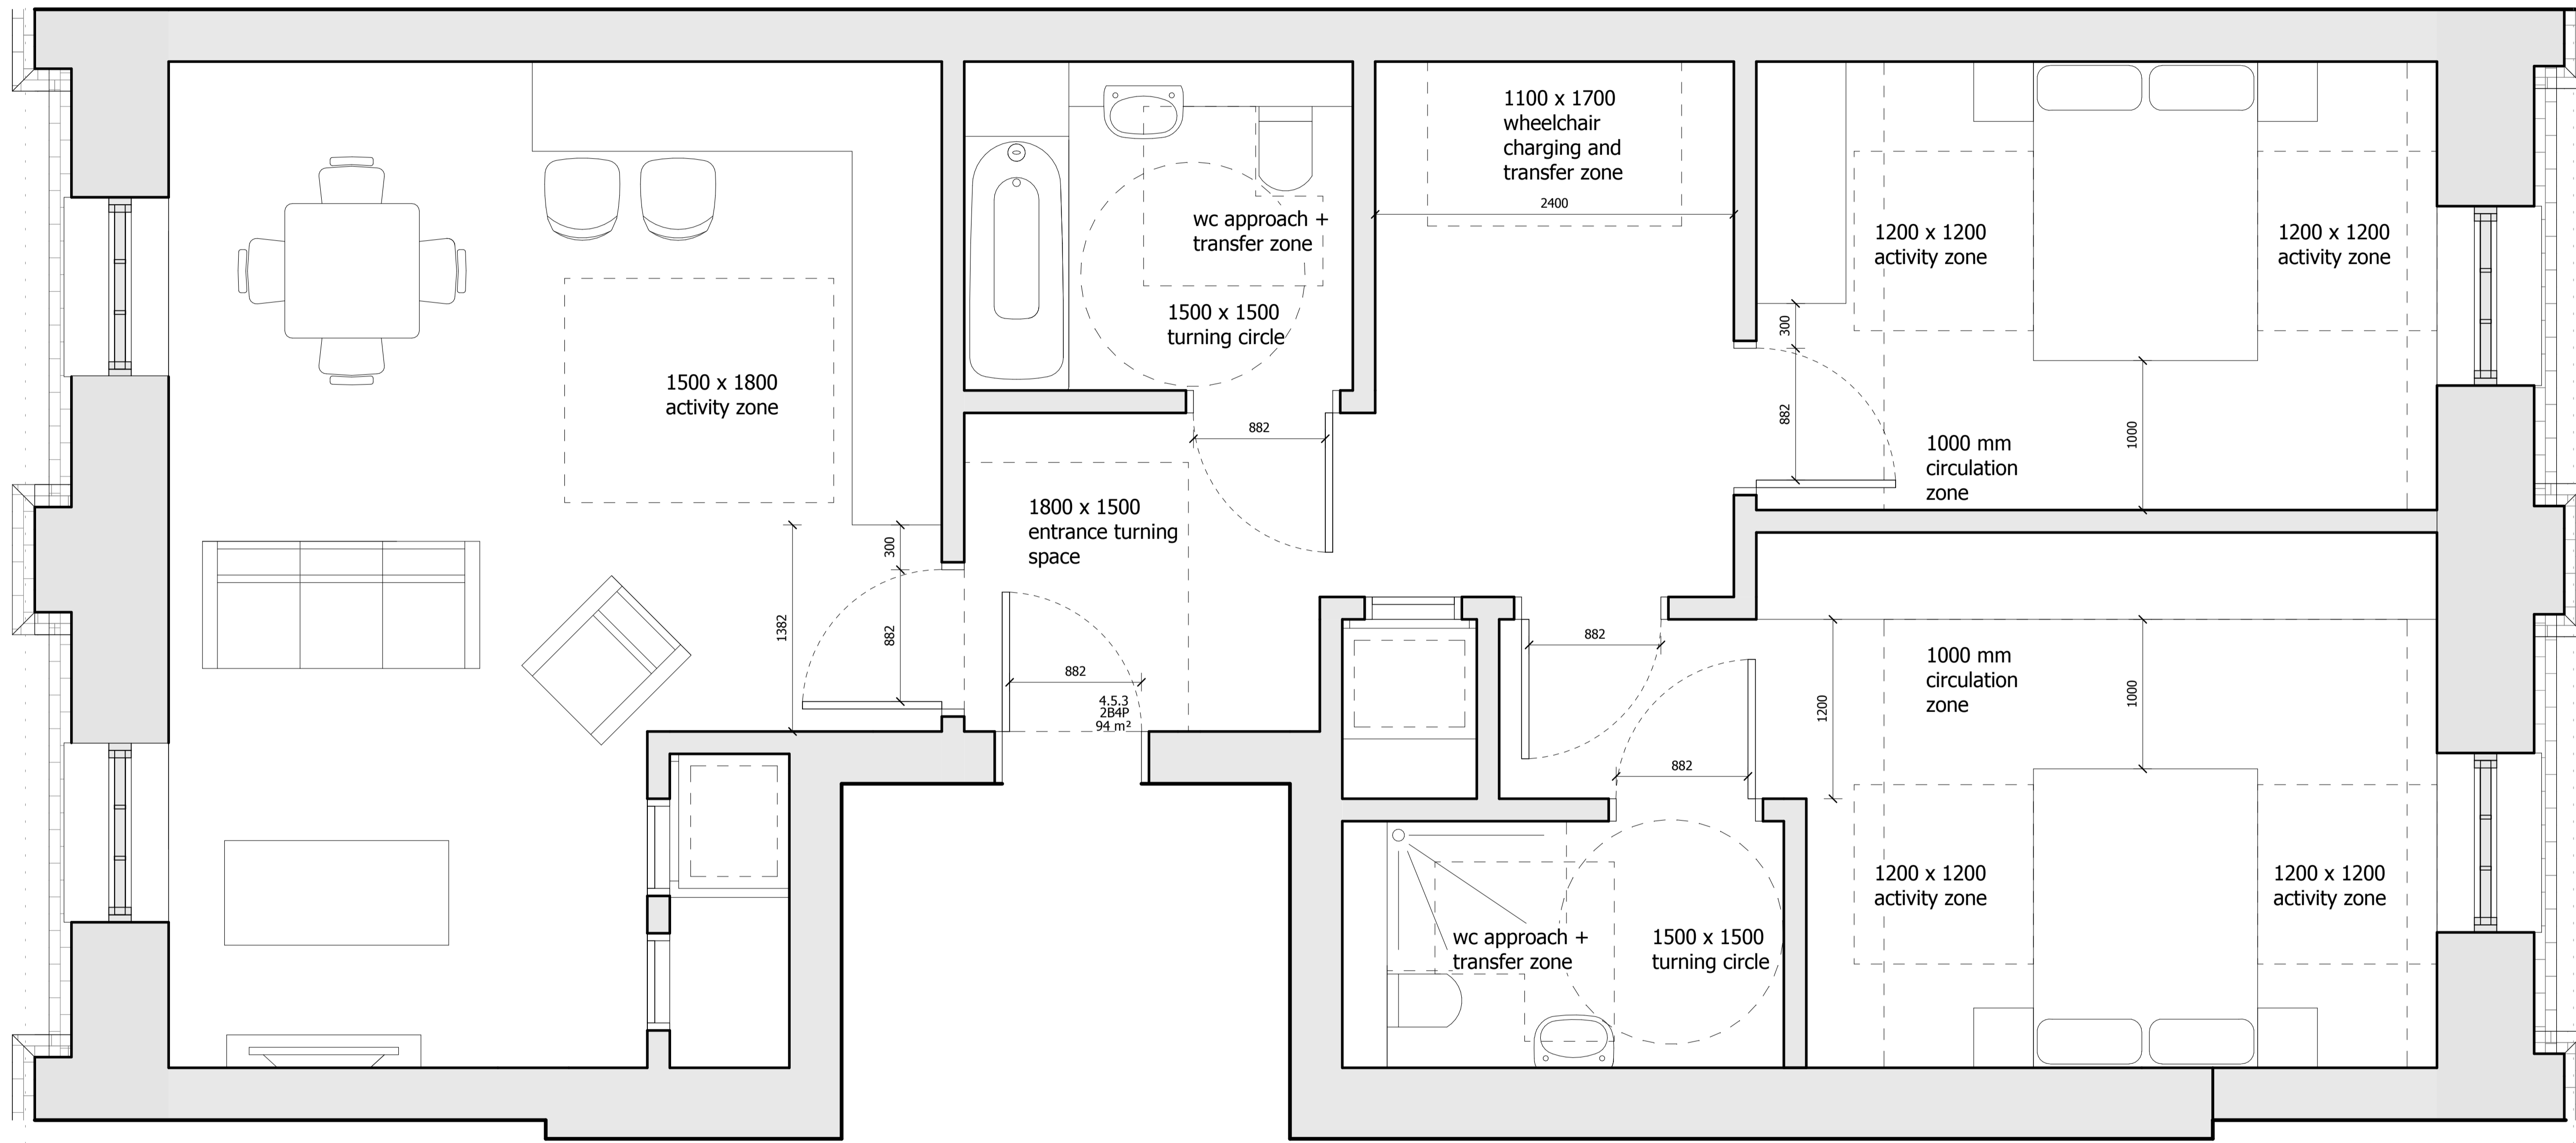 1100 x 1700
wheelchair
charging and
transfer zone
2400
wc approach +
transfer zone
1500 x 1500
turning circle
1200 x 1200
activity zone
1200 x 1200
activity zone
300
882
1000
1000 mm
circulation
zone
1500 x 1800
activity zone
882
1800 x 1500
entrance turning
space
300
882
1382
882
4.5.3
2B4P
94 m²
882
882
1200
1000 mm
circulation
zone
1000
1200 x 1200
activity zone
1200 x 1200
activity zone
wc approach +
transfer zone
1500 x 1500
turning circle